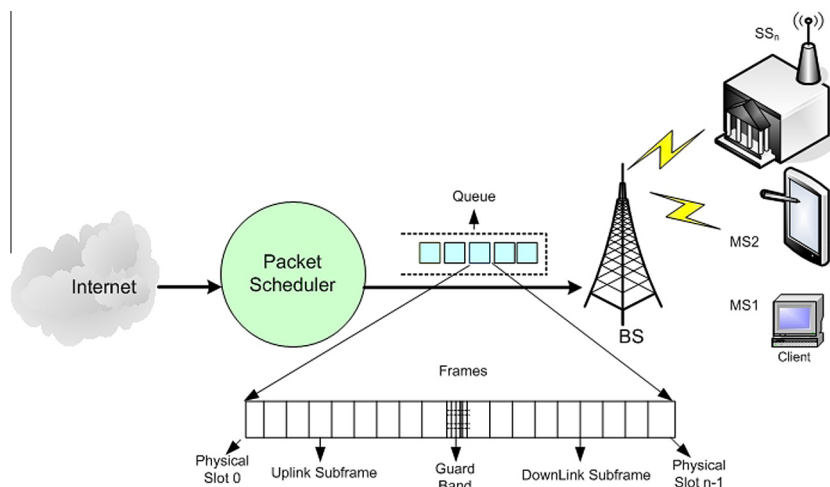 SSn
Queue
Packet
Scheduler
Internet
MS2
MS1
BS
Client
Frames
Physical
Slot 0
Uplink Subframe
Guard
Band
DownLink Subframe
Physical
Slot n-1